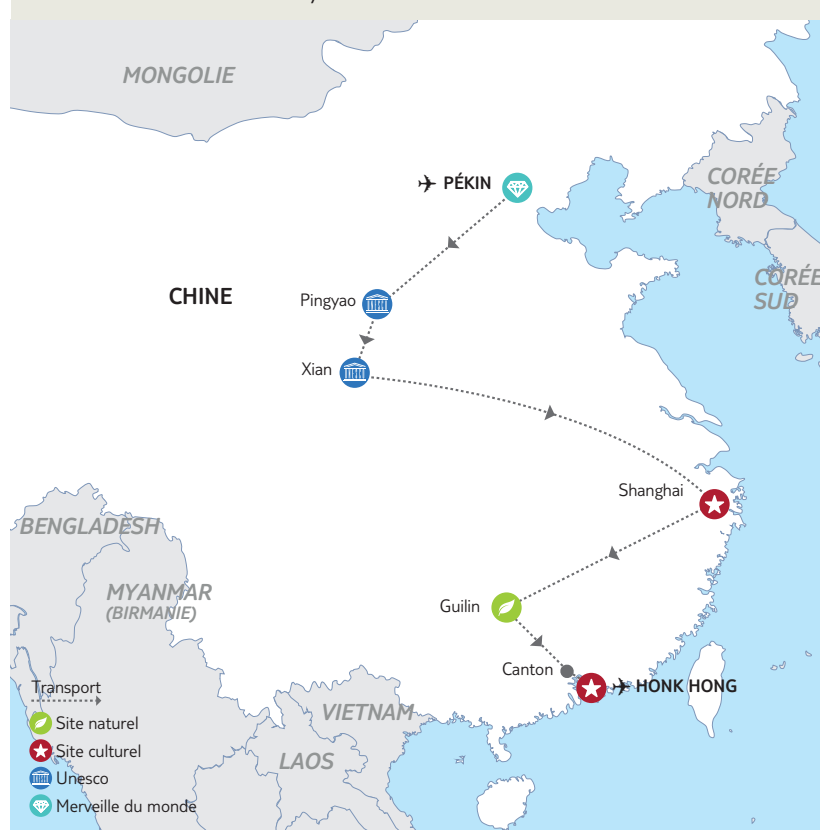 MONGOLIE
PÉKIN
CORÉE
NORD
CORÉE
SUD
CHINE
Pingyao
Xian
Shanghai
BENGLADESH
MYANMAR
(BIRMANIE)
Guilin
Canton
HONK HONG
VIETNAM
LAOS
Transport
Site naturel
Site culturel
Unesco
Merveille du monde